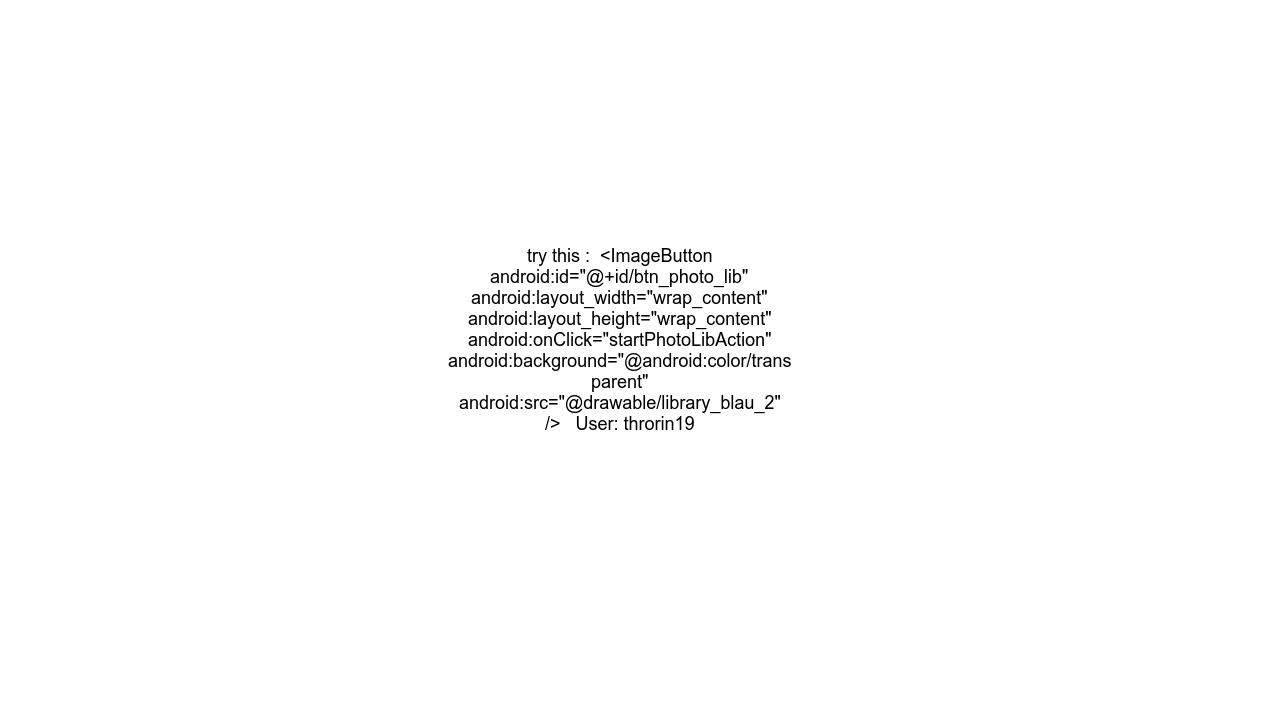 try this :  <ImageButton
android:id="@+id/btn_photo_lib"
android:layout_width="wrap_content"
android:layout_height="wrap_content"
android:onClick="startPhotoLibAction"
android:background="@android:color/trans
parent"
android:src="@drawable/library_blau_2"
/>   User: throrin19